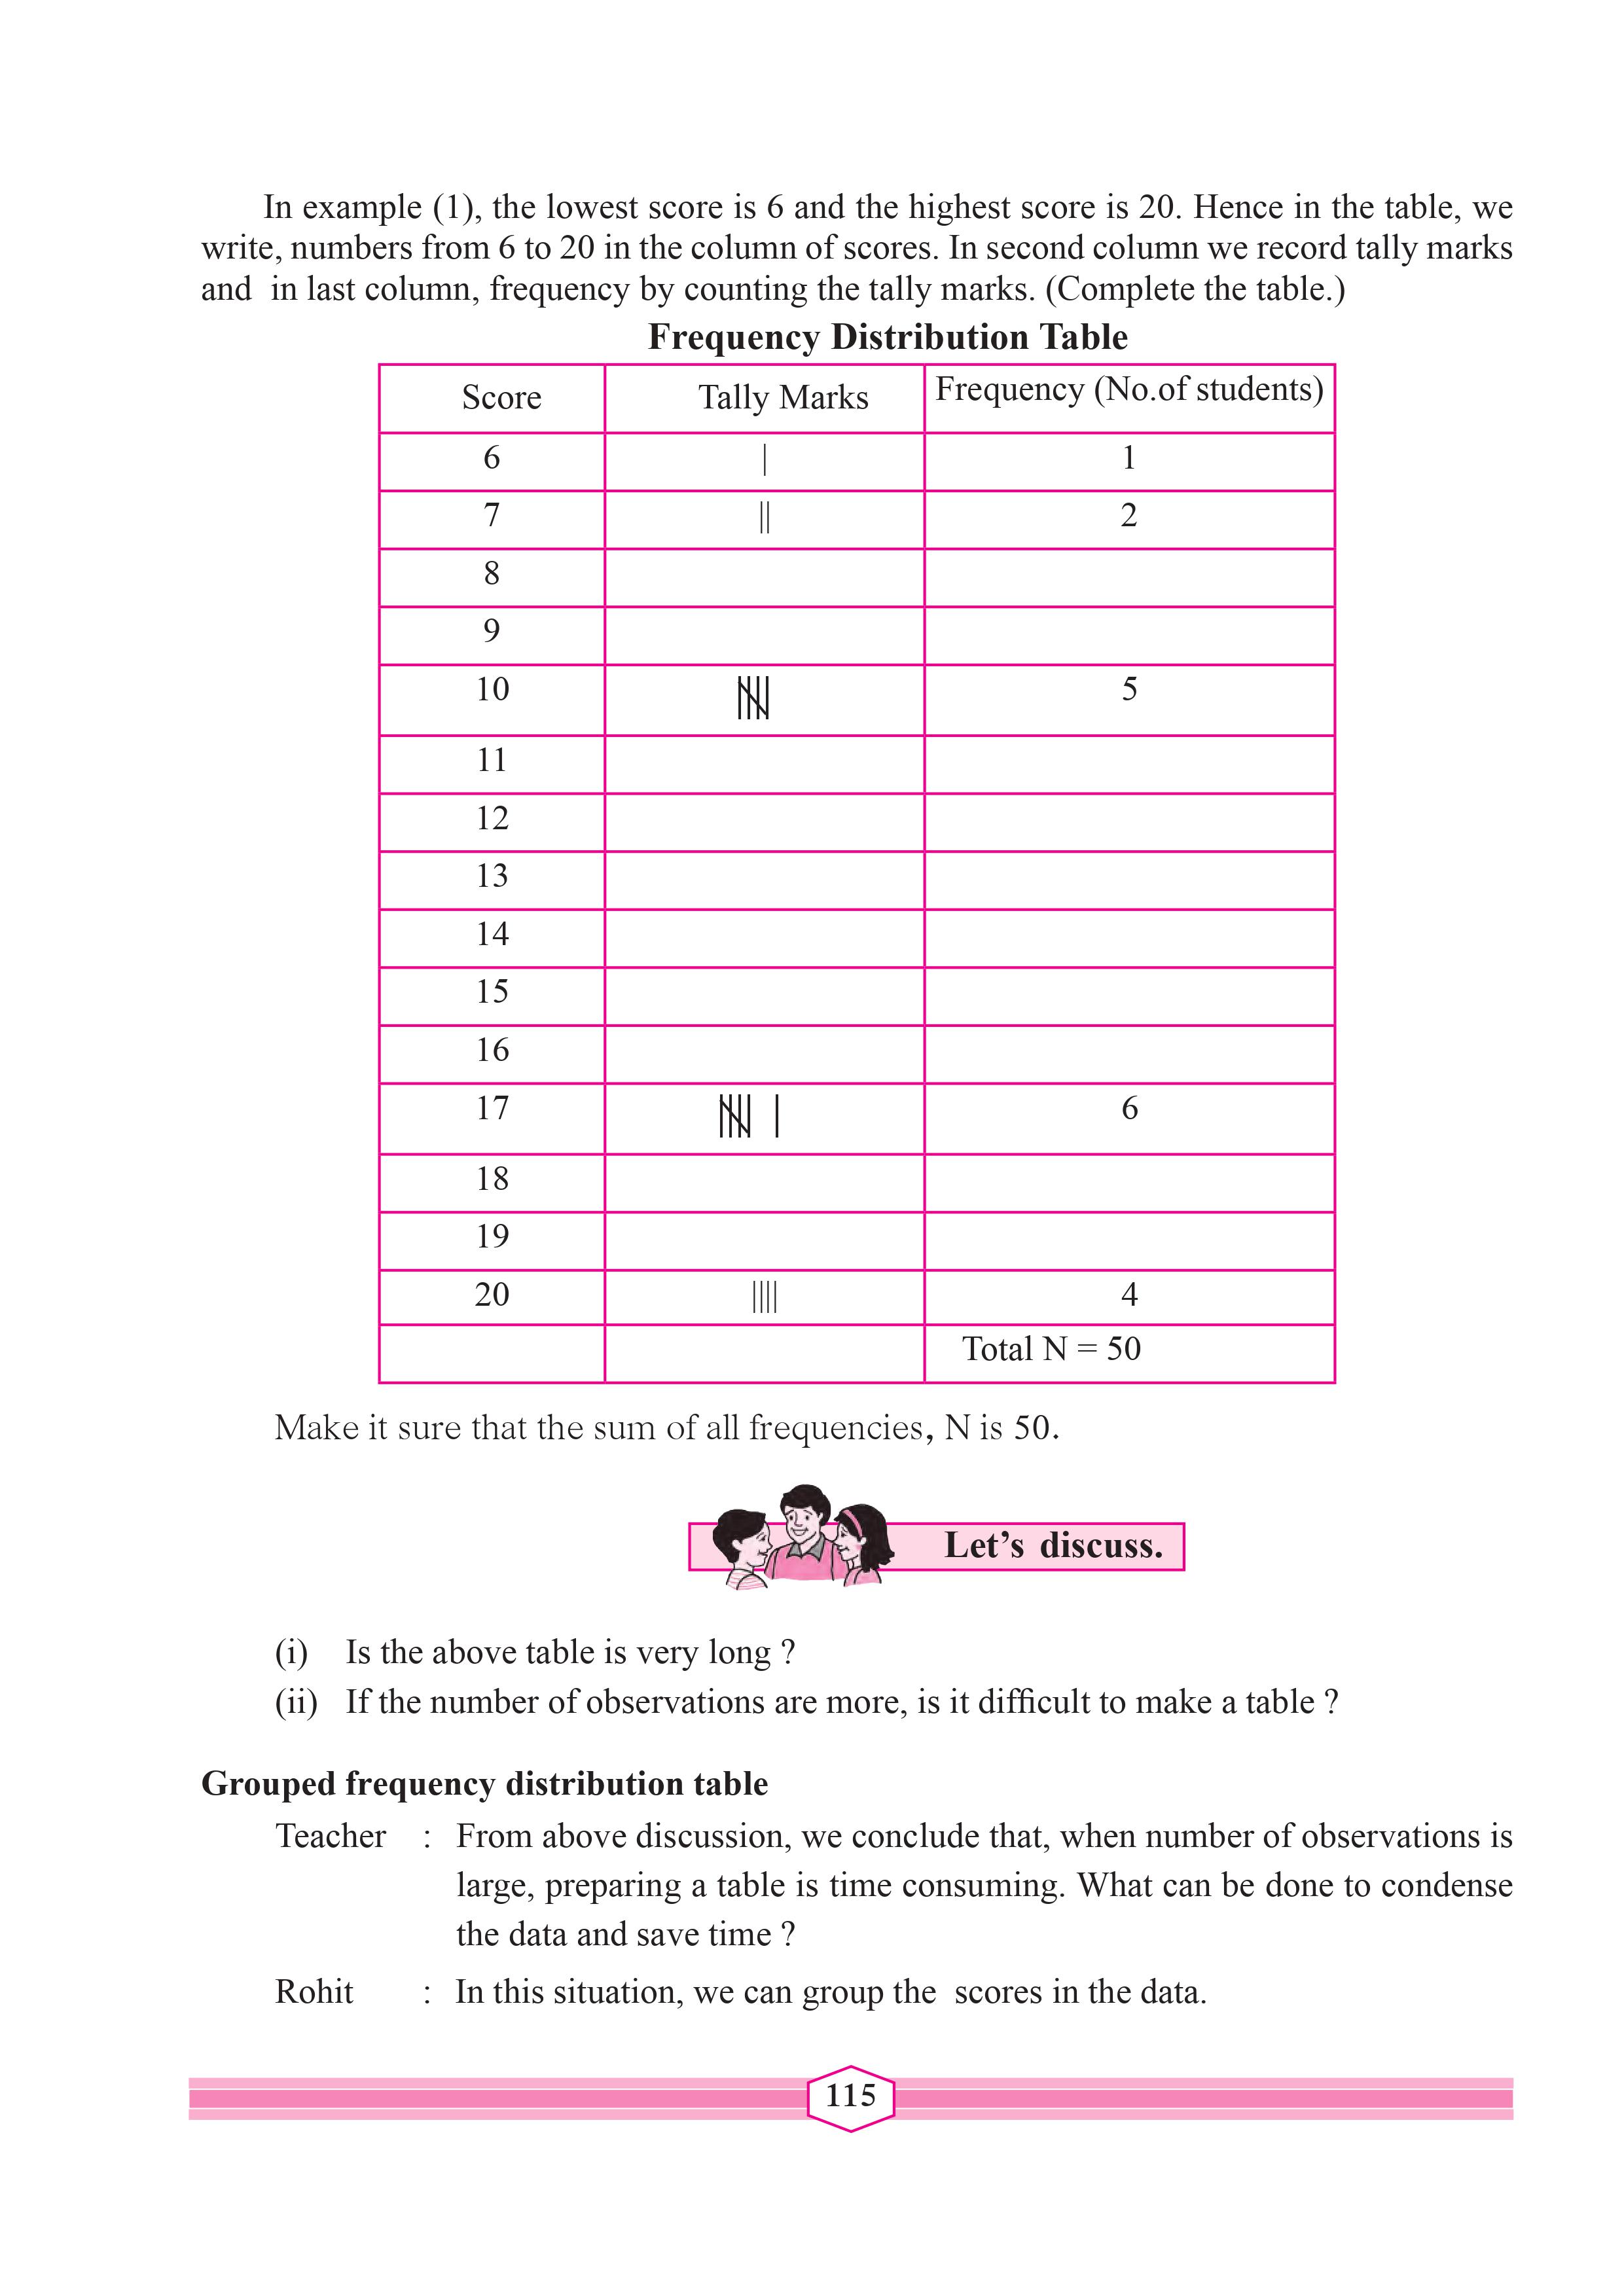 In example (1), the lowest score is 6 and the highest score is 20. Hence in the table, we
write, numbers from 6 to 20 in the column of scores. In second column we record tally marks
and in last column, frequency by counting the tally marks. (Complete the table.)
Frequency Distribution Table
Score Tally Marks Frequency (No.of students)
6 | 1
7 || 2
8
9
10 5
11
12
13
14
15
16
17 | 6
18
19
20 |||| 4
Total N = 50
Make it sure that the sum of all frequencies, N is 50.
Let's discuss.
(i) Is the above table is very long ?
(ii) If the number of observations are more, is it difficult to make a table ?
Grouped frequency distribution table
Teacher : From above discussion, we conclude that, when number of observations is
large, preparing a table is time consuming. What can be done to condense
the data and save time ?
Rohit : In this situation, we can group the scores in the data.
115